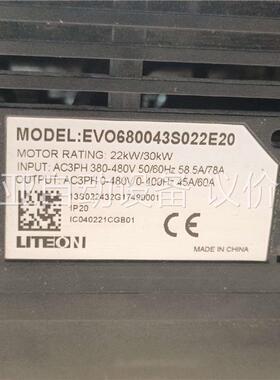 MODEL:EVO680043S022E20
MOTOR RATING: 22kW/30kW
INPUT: AC3PH 380-480V 50/60Hz 58.5A/78A
OUTPUT: AC3PH 0-480V 0-400Hz 45A/60A
13S022432G17490001
IP20
IC040221CGB01
LITEON
MADE IN CHINA